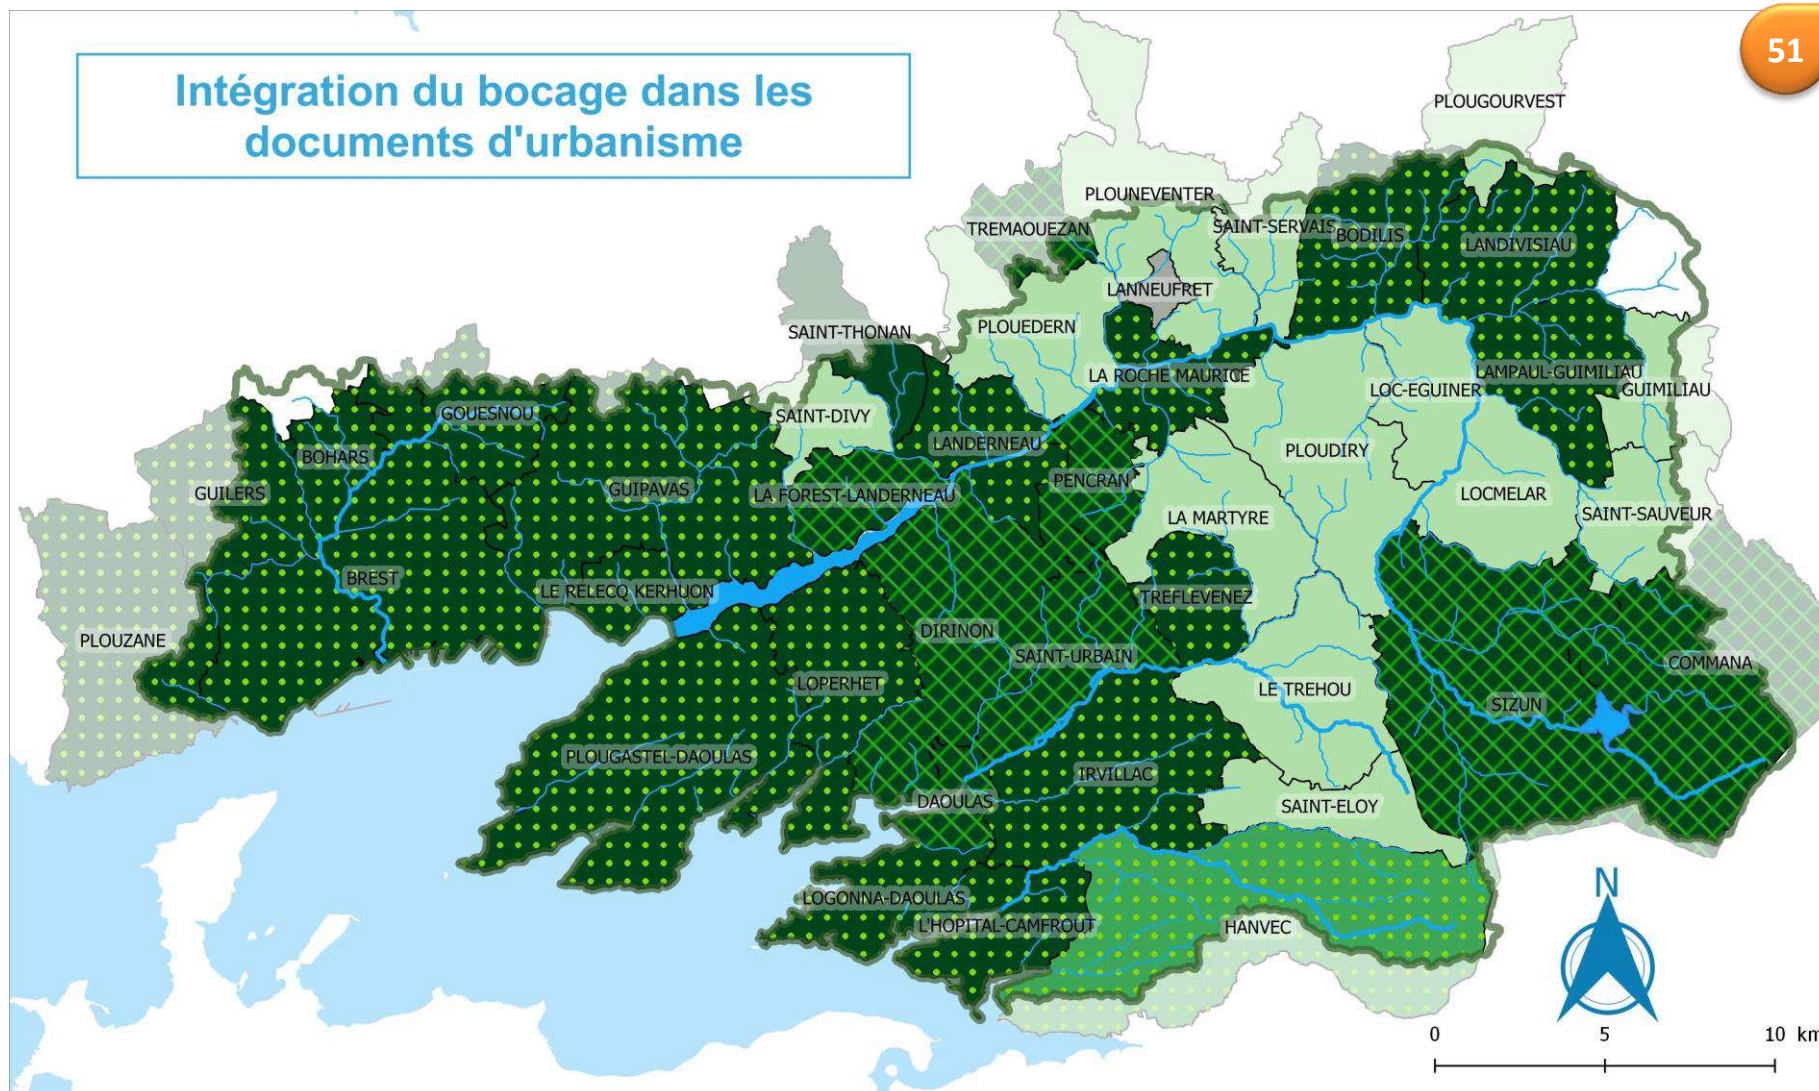 51
Intégration du bocage dans les
documents d'urbanisme
PLOUGOURVEST
PLOUNEVENTER
TREMAOUEZAN
SAINT-SERVAIS
BODILIS
LANDIVISIAU
LANNEUFRET
SAINT-THONAN
PLOUEDERN
LA ROCHE MAURICE
LOC-EGUINER
LAMPAUL-GUIMILIAU
GUIMILIAU
GOUESNOU
SAINT-DIVY
LANDERNEAU
PLOUDIRY
BOHARS
GUILERS
GUIPAVAS
LA FOREST-LANDERNEAU
PENCRAN
LOCMELAR
LA MARTYRE
SAINT-SAUVEUR
BREST
LE RELECQ KERHUON
TREFLEVENEZ
PLOUZANE
DIRINON
SAINT-URBAIN
COMMANA
LOPERHET
LE TREHOU
SIZUN
PLOUGASTEL-DAOULAS
IRVILLAC
DAOULAS
SAINT-ELOY
LOGONNA-DAOULAS
L'HOPITAL-CAMFROUT
HANVEC
N
0 5 10 km